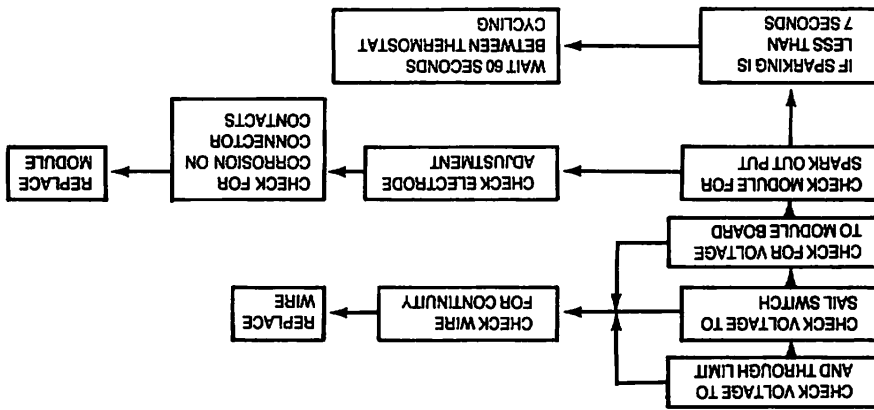 CHECK VOLTAGE TO
AND THROUGH LIMIT
CHECK VOLTAGE TO
SAIL SWITCH
CHECK WIRE
FOR CONTINUITY
REPLACE
WIRE
CHECK FOR VOLTAGE
TO MODULE BOARD
CHECK MODULE FOR
SPARK OUT PUT
CHECK ELECTRODE
ADJUSTMENT
CHECK FOR
CORROSION ON
CONNECTOR
CONTACTS
REPLACE
MODULE
IF SPARKING IS
LESS THAN
7 SECONDS
WAIT 60 SECONDS
BETWEEN THERMOSTAT
CYCLING